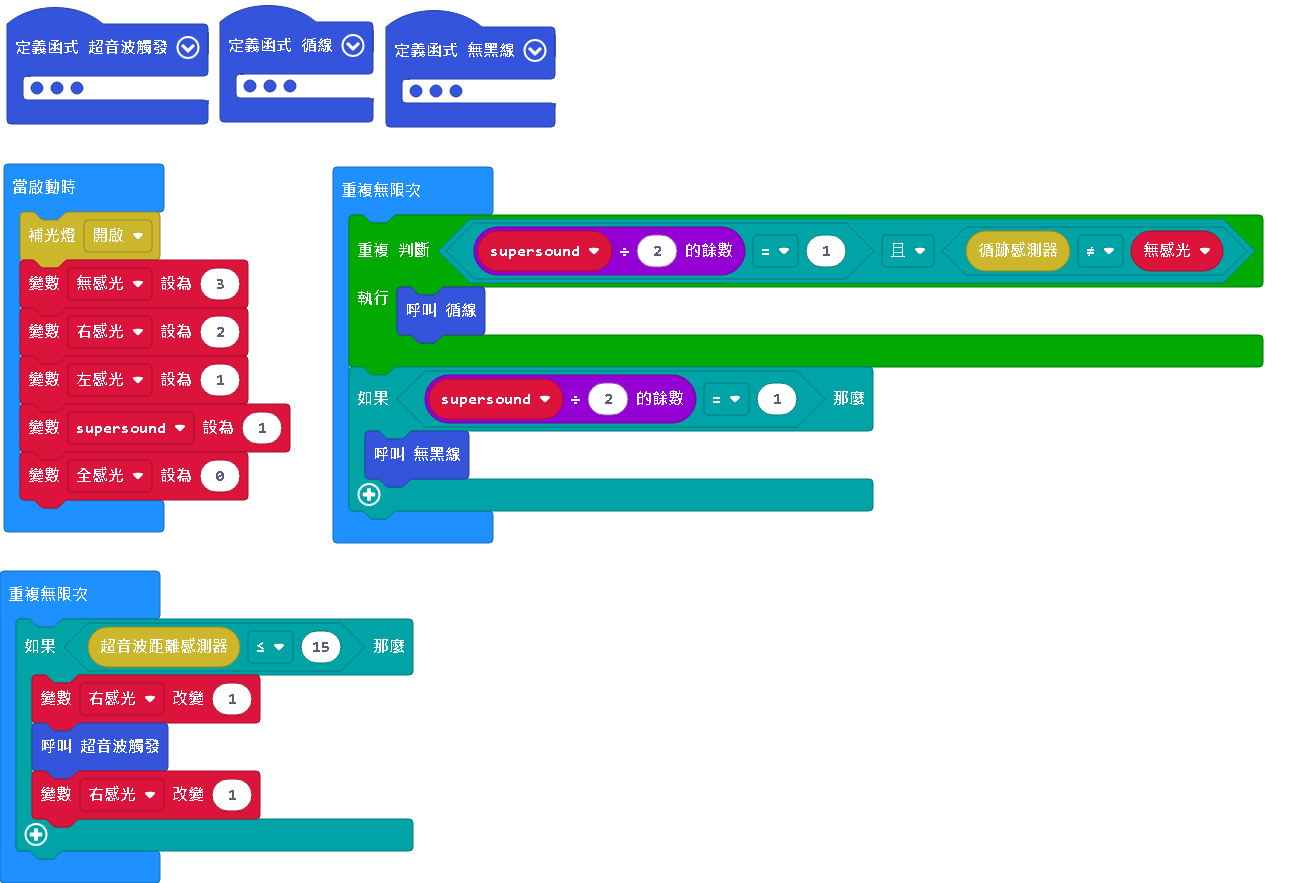 定義函式 超音波觸發
定義函式 循線
定義函式 無黑線
當啟動時
補光燈 開啟
變數 無感光 設為 3
變數 右感光 設為 2
變數 左感光 設為 1
變數 supersound 設為 1
變數 全感光 設為 0
重複無限次
重複 判斷 supersound ÷ 2 的餘數 = 1 且 循跡感測器 ≠ 無感光
執行 呼叫 循線
如果 supersound ÷ 2 的餘數 = 1 那麼
呼叫 無黑線
重複無限次
如果 超音波距離感測器 ≤ 15 那麼
變數 右感光 改變 1
呼叫 超音波觸發
變數 右感光 改變 1